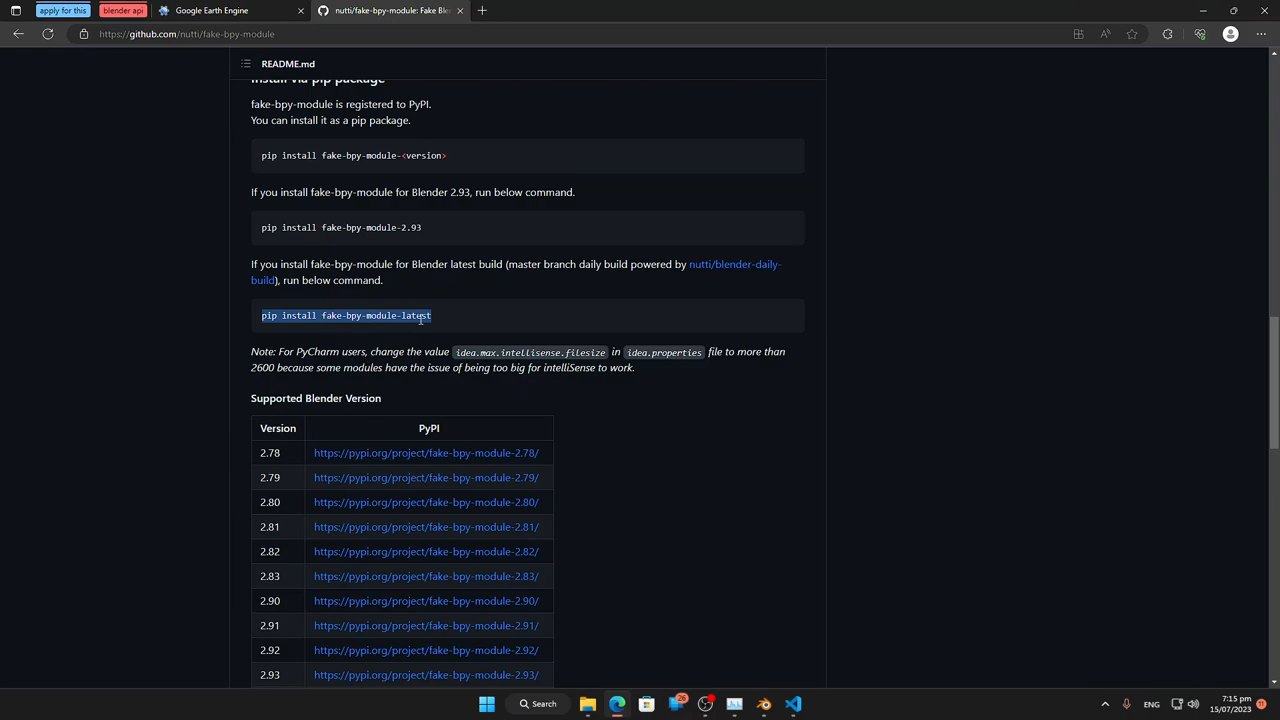 apply for this
blender api
Google Earth Engine
nutti/fake-bpy-module: Fake Ble
https://github.com/nutti/fake-bpy-module
README.md
Install via pip package
fake-bpy-module is registered to PyPI.
You can install it as a pip package.
pip install fake-bpy-module-<version>
If you install fake-bpy-module for Blender 2.93, run below command.
pip install fake-bpy-module-2.93
If you install fake-bpy-module for Blender latest build (master branch daily build powered by nutti/blender-daily-
build), run below command.
pip install fake-bpy-module-latest
Note: For PyCharm users, change the value idea.max.intellisense.filesize in idea.properties file to more than
2600 because some modules have the issue of being too big for intelliSense to work.
Supported Blender Version
Version PyPI
2.78 https://pypi.org/project/fake-bpy-module-2.78/
2.79 https://pypi.org/project/fake-bpy-module-2.79/
2.80 https://pypi.org/project/fake-bpy-module-2.80/
2.81 https://pypi.org/project/fake-bpy-module-2.81/
2.82 https://pypi.org/project/fake-bpy-module-2.82/
2.83 https://pypi.org/project/fake-bpy-module-2.83/
2.90 https://pypi.org/project/fake-bpy-module-2.90/
2.91 https://pypi.org/project/fake-bpy-module-2.91/
2.92 https://pypi.org/project/fake-bpy-module-2.92/
2.93 https://pypi.org/project/fake-bpy-module-2.93/
Search
26
ENG
7:15 pm
15/07/2023